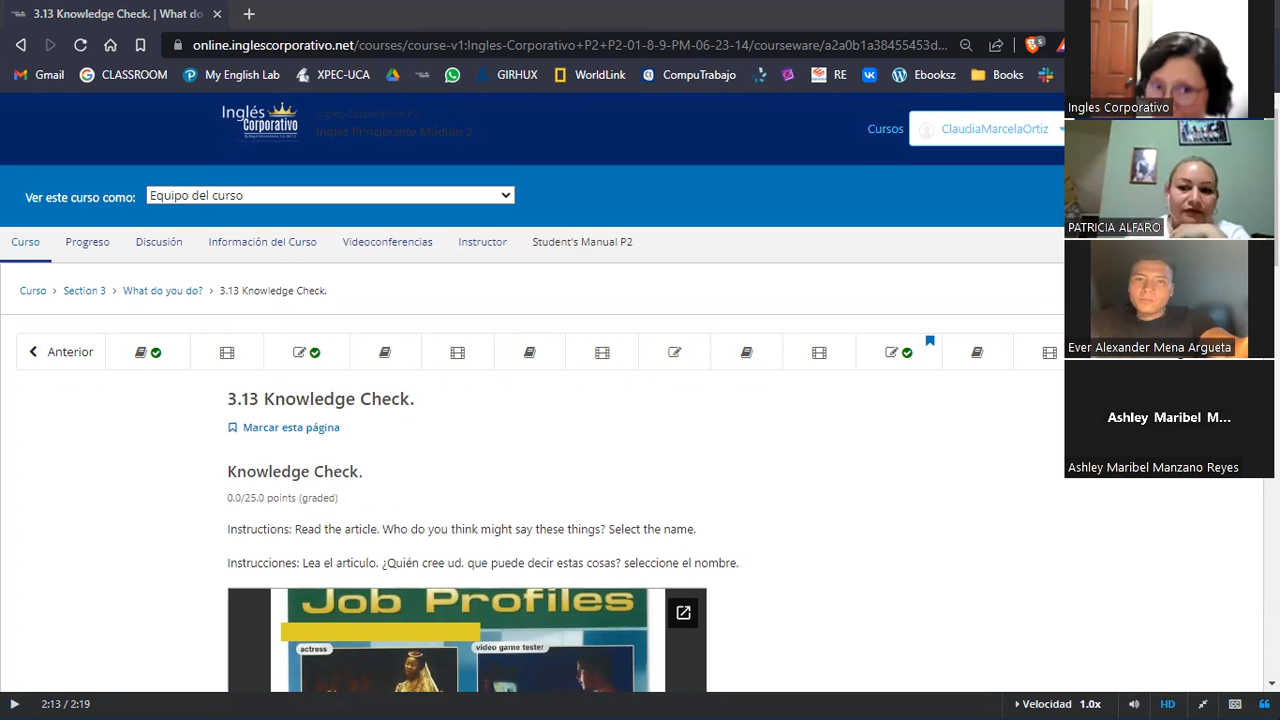 3.13 Knowledge Check. | What do
online.inglescorporativo.net/courses/course-v1:Ingles-Corporativo+P2+P2-01-8-9-PM-06-23-14/courseware/a2a0b1a38455453d...
Gmail
CLASSROOM
My English Lab
XPEC-UCA
GIRHUX
WorldLink
CompuTrabajo
RE
Ebooksz
Books
Inglés
Corporativo
Inglés Principiante Módulo 2
Cursos
ClaudiaMarcelaOrtiz
Ver este curso como:
Equipo del curso
Curso
Progreso
Discusión
Información del Curso
Videoconferencias
Instructor
Student's Manual P2
Curso > Section 3 > What do you do? > 3.13 Knowledge Check.
Anterior
3.13 Knowledge Check.
Marcar esta página
Knowledge Check.
0.0/25.0 points (graded)
Instructions: Read the article. Who do you think might say these things? Select the name.
Instrucciones: Lea el articulo. ¿Quién cree ud. que puede decir estas cosas? seleccione el nombre.
Job Profiles
actress
video game tester
Ingles Corporativo
PATRICIA ALFARO
Ever Alexander Mena Argueta
Ashley Maribel M...
Ashley Maribel Manzano Reyes
2:13 / 2:19
Velocidad 1.0x
HD